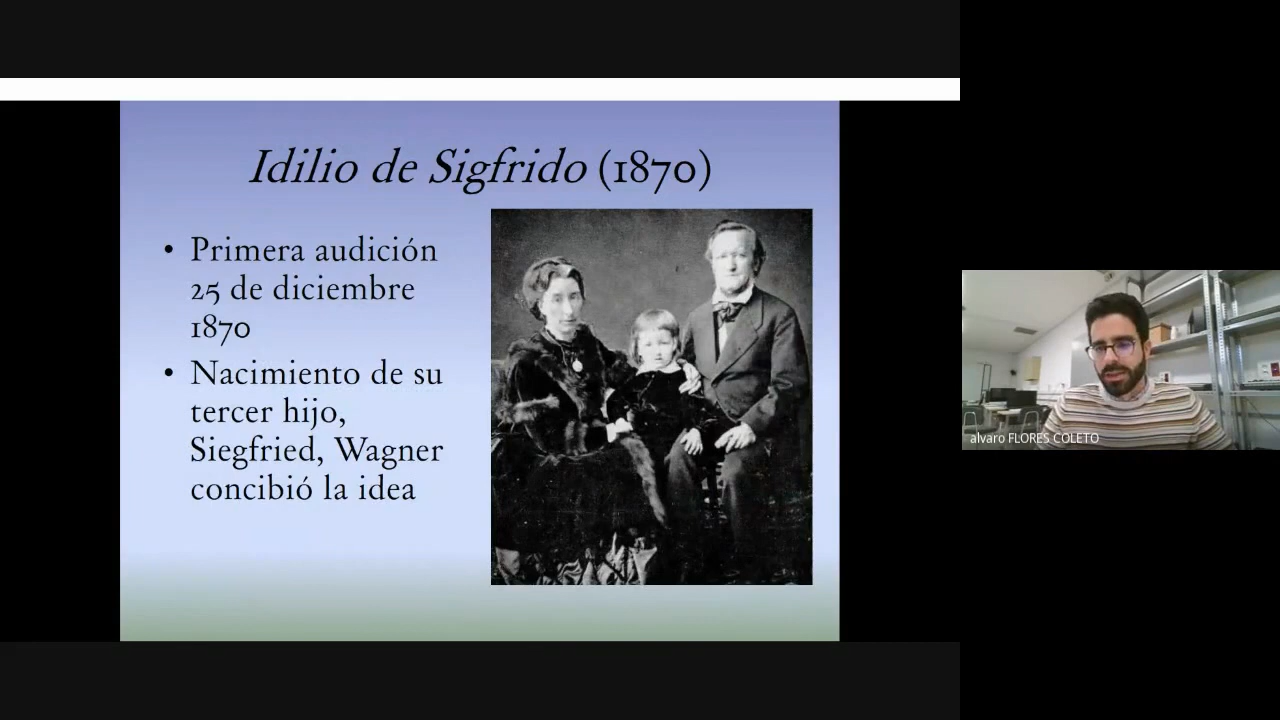 Idilio de Sigfrido (1870)
• Primera audición
25 de diciembre
1870
• Nacimiento de su
tercer hijo,
Siegfried, Wagner
concibió la idea
alvaro FLORES COLETO